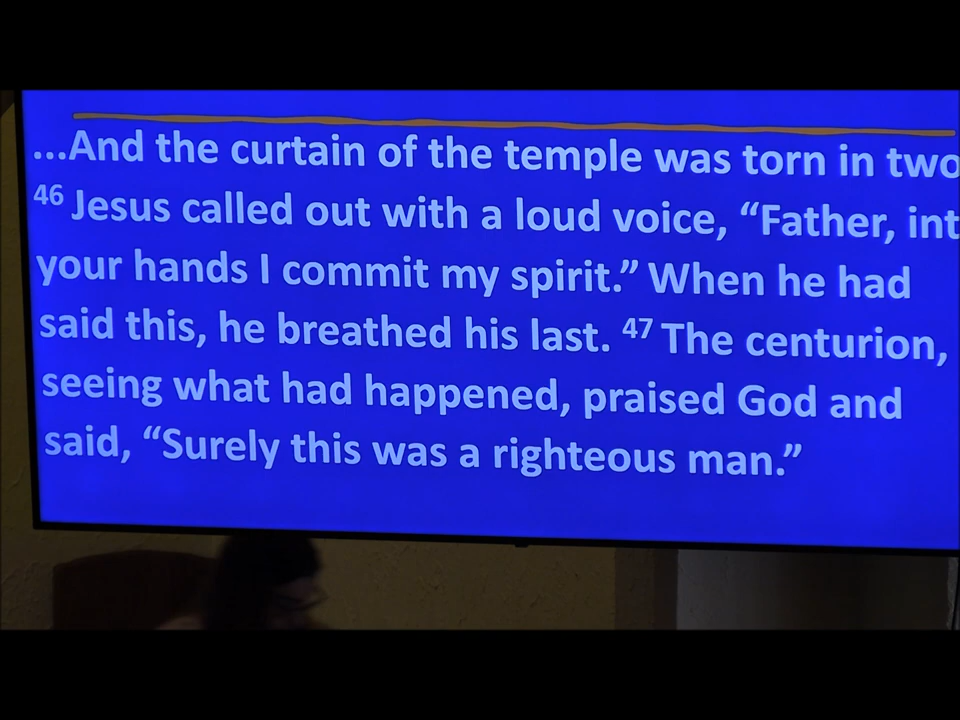 ...And the curtain of the temple was torn in two
46 Jesus called out with a loud voice, “Father, int
your hands I commit my spirit.” When he had
said this, he breathed his last. 47 The centurion,
seeing what had happened, praised God and
said, “Surely this was a righteous man.”